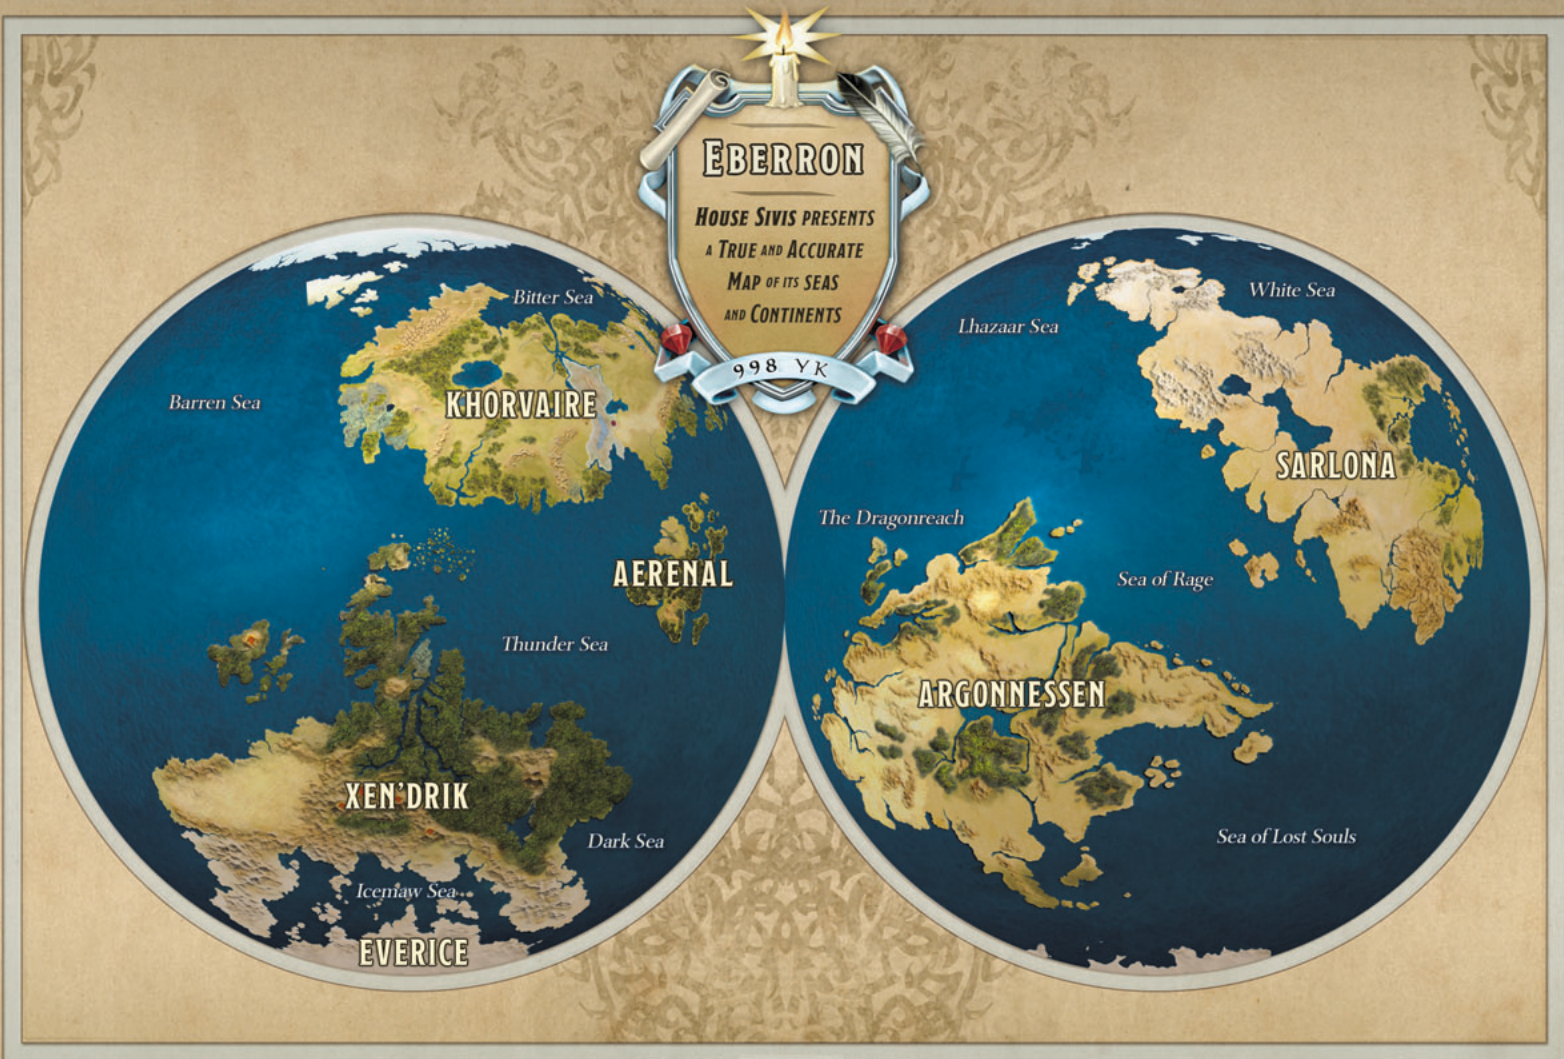 EBERRON
HOUSE SIVIS PRESENTS
A TRUE AND ACCURATE
MAP OF ITS SEAS
AND CONTINENTS
998 YK
Bitter Sea
Barren Sea
KHORVAIRE
AERENAL
Thunder Sea
XEN'DRIK
Dark Sea
Icemaw Sea
EVERICE
White Sea
Lhazaar Sea
SARLONA
The Dragonreach
Sea of Rage
ARGONNESSEN
Sea of Lost Souls